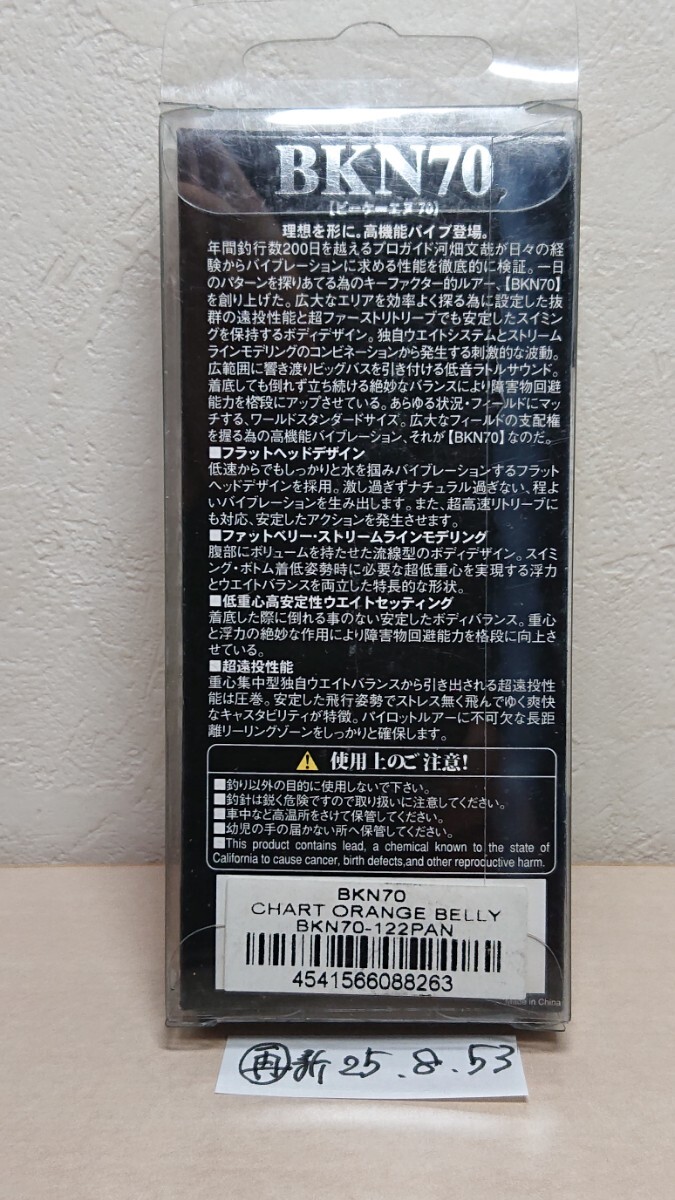 BKN70
【ビーケーエヌ70】
理想を形に。高機能バイブ登場。
年間釣行数200日を越えるプロガイド河畑文哉が日々の経
験からバイブレーションに求める性能を徹底的に検証。一日
のパターンを探りあてる為のキーファクター的ルアー、【BKN70】
を創り上げた。広大なエリアを効率よく探る為に設定した抜
群の遠投性能と超ファーストリトリーブでも安定したスイミン
グを保持するボディデザイン。独自ウエイトシステムとストリーム
ラインモデリングのコンビネーションから発生する刺激的な波動。
広範囲に響き渡りビッグバスを引き付ける低音ラトルサウンド。
着底しても倒れず立ち続ける絶妙なバランスにより障害物回避
能力を格段にアップさせている。あらゆる状況・フィールドにマッ
チする、ワールドスタンダードサイズ。広大なフィールドの支配権
を握る為の高機能バイブレーション、それが【BKN70】なのだ。
■フラットヘッドデザイン
低速からでもしっかりと水を掴みバイブレーションするフラット
ヘッドデザインを採用。激し過ぎずナチュラル過ぎない、程よ
いバイブレーションを生み出します。また、超高速リトリーブに
も対応、安定したアクションを発生させます。
■ファットベリー・ストリームラインモデリング
腹部にボリュームを持たせた流線型のボディデザイン。スイミ
ング・ボトム着低姿勢時に必要な超低重心を実現する浮力
とウエイトバランスを両立した特長的な形状。
■低重心高安定性ウエイトセッティング
着底した際に倒れる事のない安定したボディバランス。重心
と浮力の絶妙な作用により障害物回避能力を格段に向上さ
せている。
■超遠投性能
重心集中型独自ウエイトバランスから引き出される超遠投性
能は圧巻。安定した飛行姿勢でストレス無く飛んでゆく爽快
なキャスタビリティが特徴。パイロットルアーに不可欠な長距
離リーリングゾーンをしっかりと確保します。
使用上のご注意!
■釣り以外の目的に使用しないで下さい。
■釣針は鋭く危険ですので取り扱いに注意してください。
■車中など高温所をさけて保管してください。
■幼児の手の届かない所へ保管してください。
■This product contains lead, a chemical known to the state of
California to cause cancer, birth defects,and other reproductive harm.
BKN70
CHART ORANGE BELLY
BKN70-122PAN
4541566088263
Made in China
再 新 25.8.53